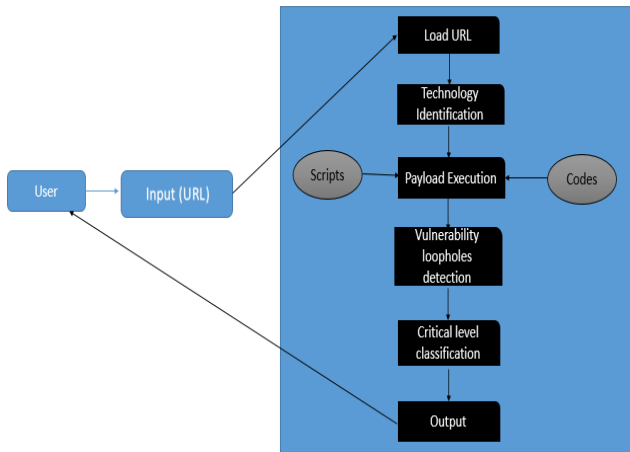 Load URL
Technology
Identification
Scripts
Payload Execution
Codes
User
Input (URL)
Vulnerability
loopholes
detection
Critical level
classification
Output